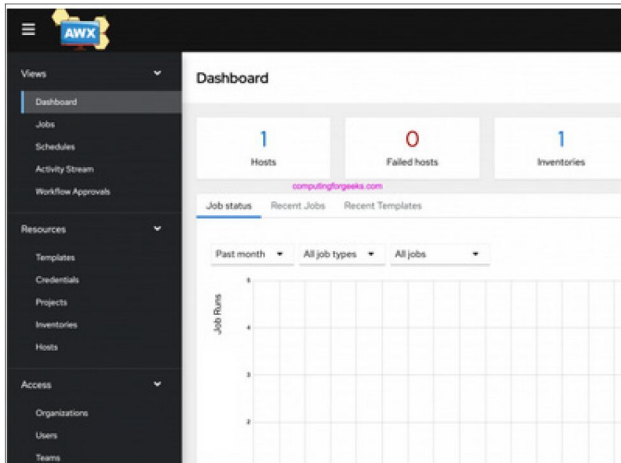 AWX
Views
Dashboard
Jobs
Schedules
Activity Stream
Workflow Approvals
Resources
Templates
Credentials
Projects
Inventories
Hosts
Access
Organizations
Users
Teams
Dashboard
1
Hosts
0
Failed hosts
1
Inventories
computingforgeeks.com
Job status Recent Jobs Recent Templates
Past month All job types All jobs
Job Runs
5
4
3
2